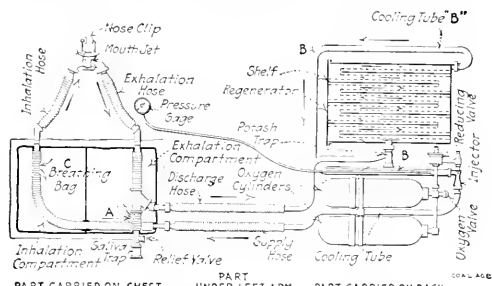 Cooling Tube "B"
Nose Clip
Mouth Jet
Inhalation Hose
Exhalation
Hose
Pressure
Gage
B
Shelf
Regenerator
Potash
Trap
Reducing
Injector Valve
Exhalation
Compartment
C
Breathing
Bag
Discharge
Hose
Oxygen
Cylinders
B
A
Inhalation
Compartment
Saliva
Trap
Relief Valve
Supply
Hose
Cooling Tube
Oxygen
Valve
COAL AGE
PART CARRIED ON CHEST
PART
UNDER LEFT ARM
PART CARRIED ON BACK